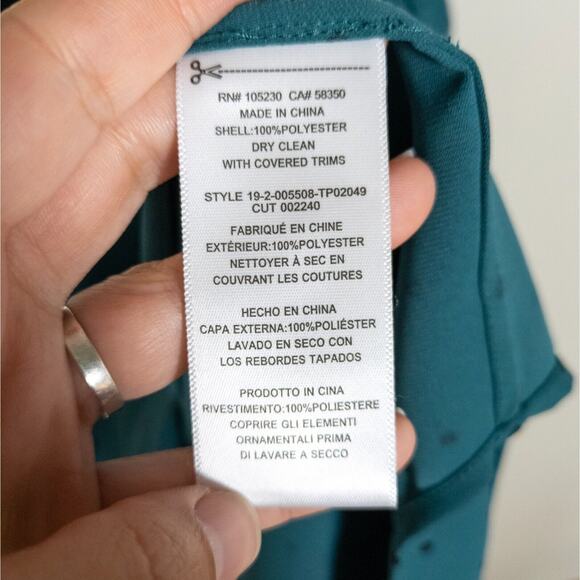 RN# 105230 CA# 58350
MADE IN CHINA
SHELL:100%POLYESTER
DRY CLEAN
WITH COVERED TRIMS
STYLE 19-2-005508-TP02049
CUT 002240
FABRIQUÉ EN CHINE
EXTÉRIEUR:100%POLYESTER
NETTOYER À SEC EN
COUVRANT LES COUTURES
HECHO EN CHINA
CAPA EXTERNA:100%POLIÉSTER
LAVADO EN SECO CON
LOS REBORDES TAPADOS
PRODOTTO IN CINA
RIVESTIMENTO:100%POLIESTERE
COPRIRE GLI ELEMENTI
ORNAMENTALI PRIMA
DI LAVARE A SECCO